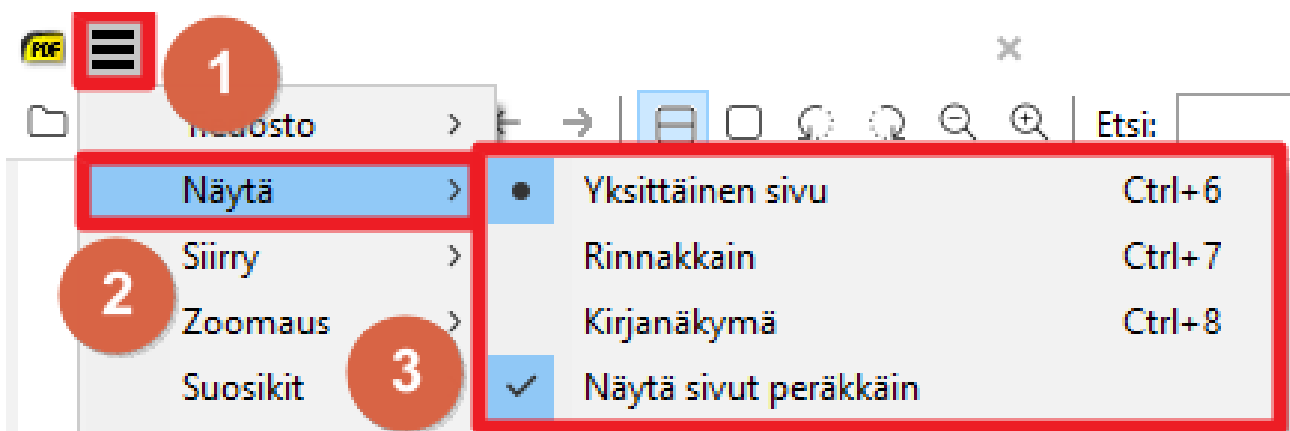 PDF
1
osto
Etsi:
Näytä
Yksittäinen sivu Ctrl+6
Siirry
Rinnakkain Ctrl+7
2
Zoomaus
Kirjanäkymä Ctrl+8
3
Suosikit
Näytä sivut peräkkäin